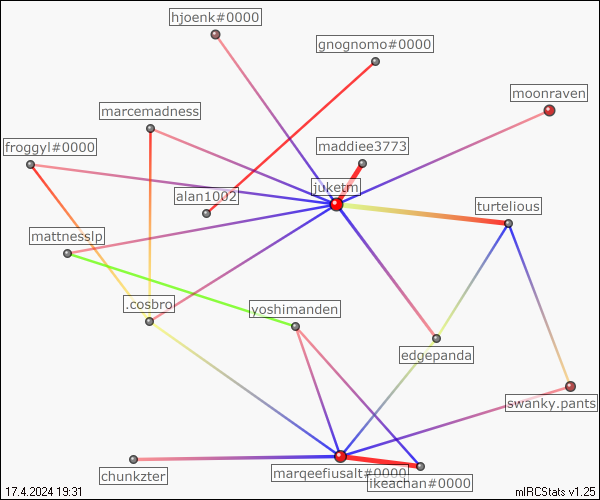 hjoenk#0000
gnognomo#0000
moonraven
marcemadness
froggyl#0000
maddiee3773
juketm
alan1002
turtelious
mattnesslp
.cosbro
yoshimanden
edgepanda
swanky.pants
marqeefiusalt#0000
chunkzter
ikeachan#0000
17.4.2024 19:31
mIRCStats v1.25